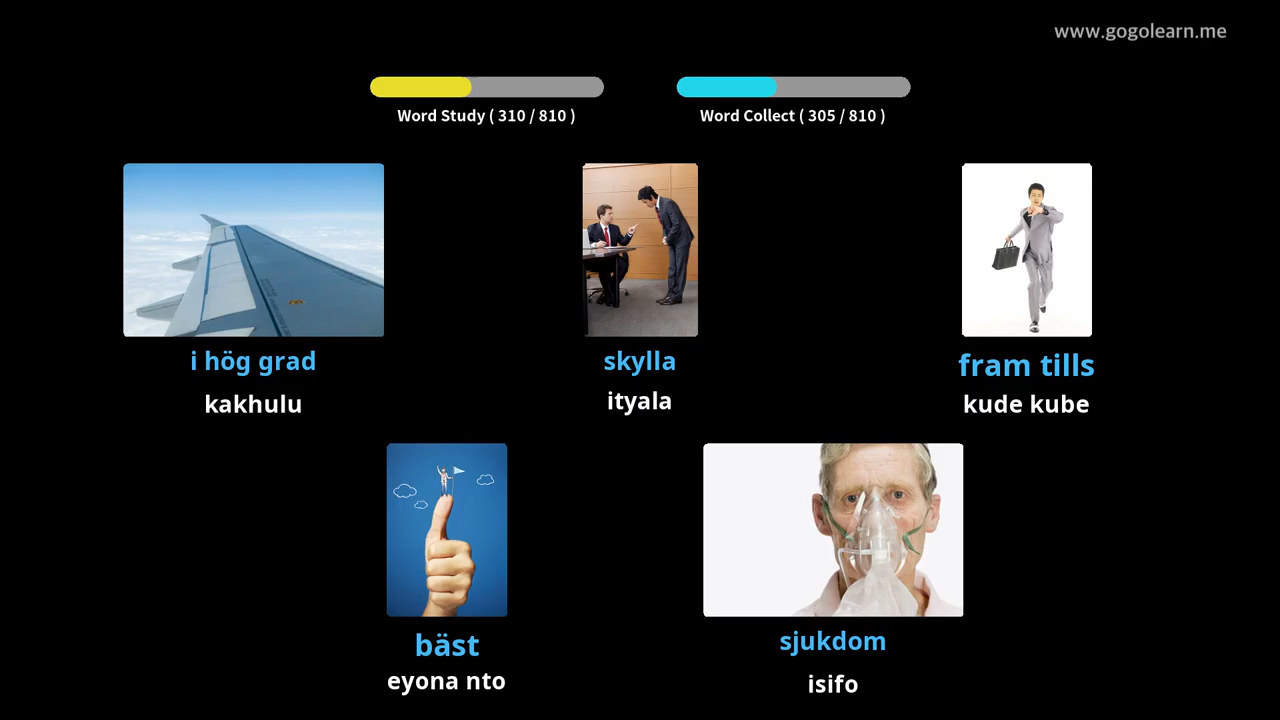 www.gogolearn.me
Word Study ( 310 / 810 )
Word Collect ( 305 / 810 )
i hög grad
kakhulu
skylla
ityala
fram tills
kude kube
bäst
eyona nto
sjukdom
isifo